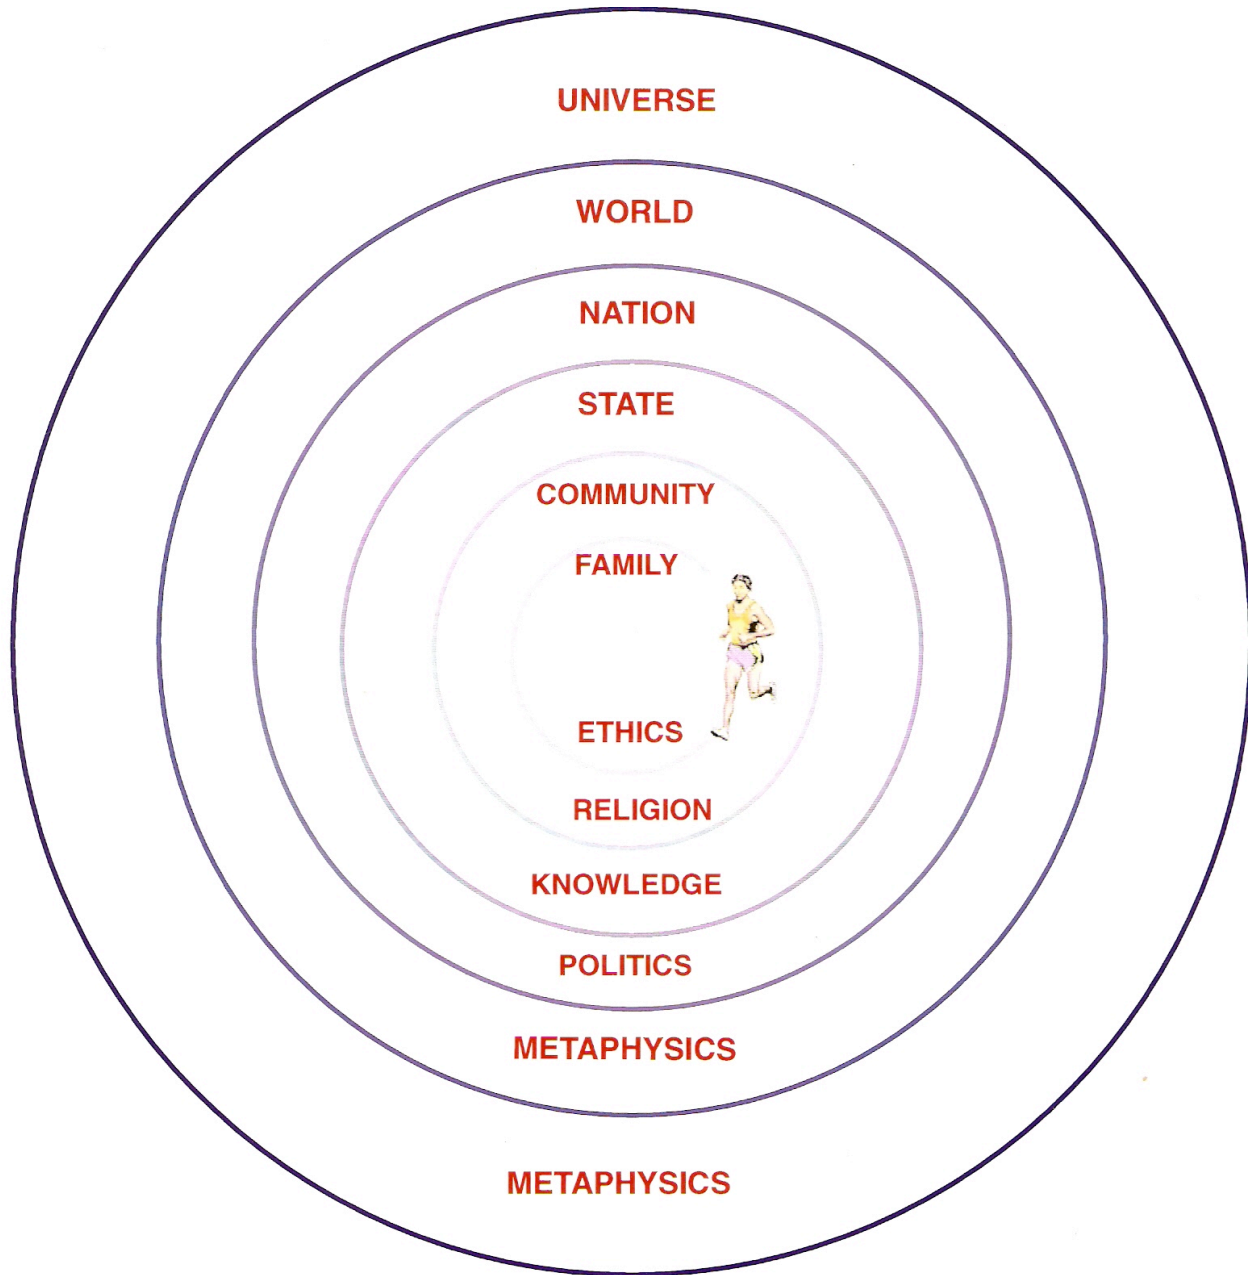 UNIVERSE
WORLD
NATION
STATE
COMMUNITY
FAMILY
ETHICS
RELIGION
KNOWLEDGE
POLITICS
METAPHYSICS
METAPHYSICS